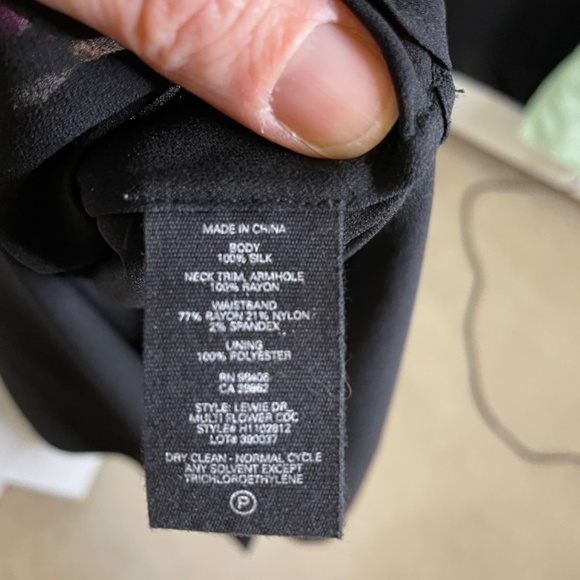 MADE IN CHINA
BODY
100% SILK
NECK TRIM, ARMHOLE
100% RAYON
WAISTBAND
77% RAYON 21% NYLON
2% SPANDEX
LINING
100% POLYESTER
RN 99408
CA 39962
STYLE: LEWIE DR
MULTI FLOWER CDC
STYLE# H1102812
LOT# 390037
DRY CLEAN - NORMAL CYCLE
ANY SOLVENT EXCEPT
TRICHLOROETHYLENE
P